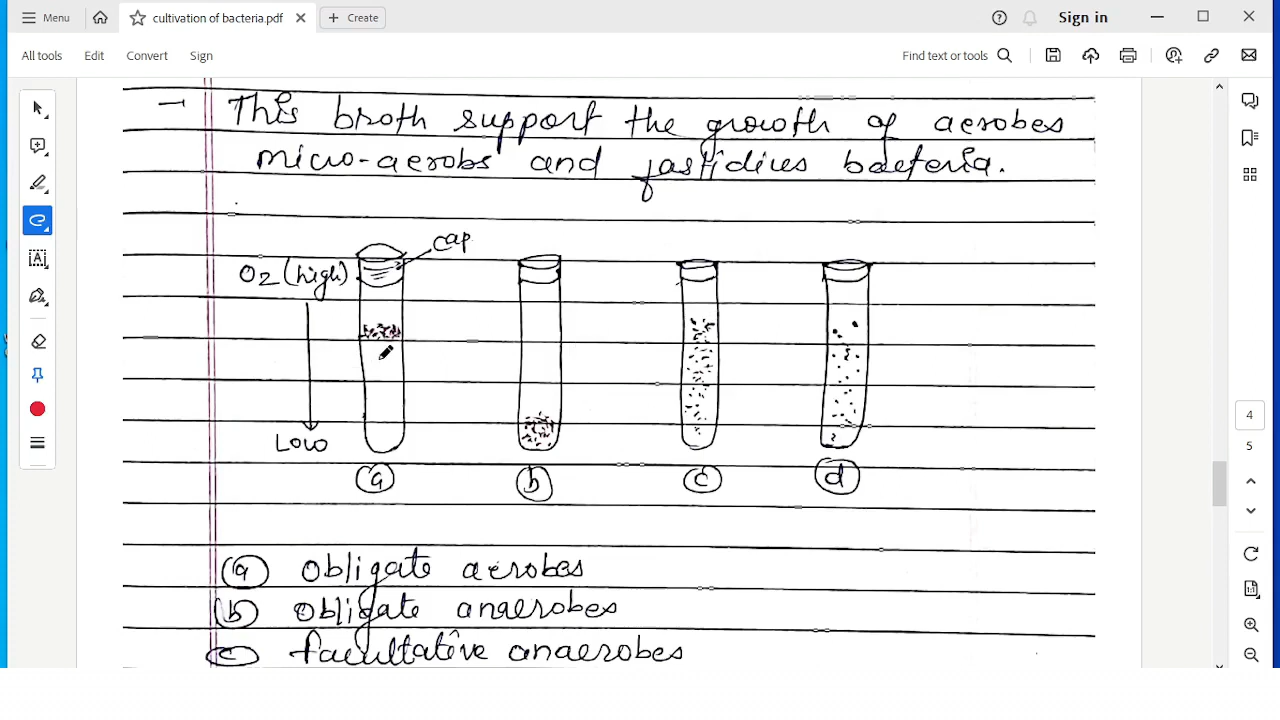 Menu
cultivation of bacteria.pdf
+ Create
Sign in
All tools Edit Convert Sign
Find text or tools
– This broth support the growth of aerobes
micro-aerobs and fastidius bacteria.
cap
O2 (high)
Low
a b c d
a obligate aerobes
b obligate anaerobes
c facultative anaerobes
4
5